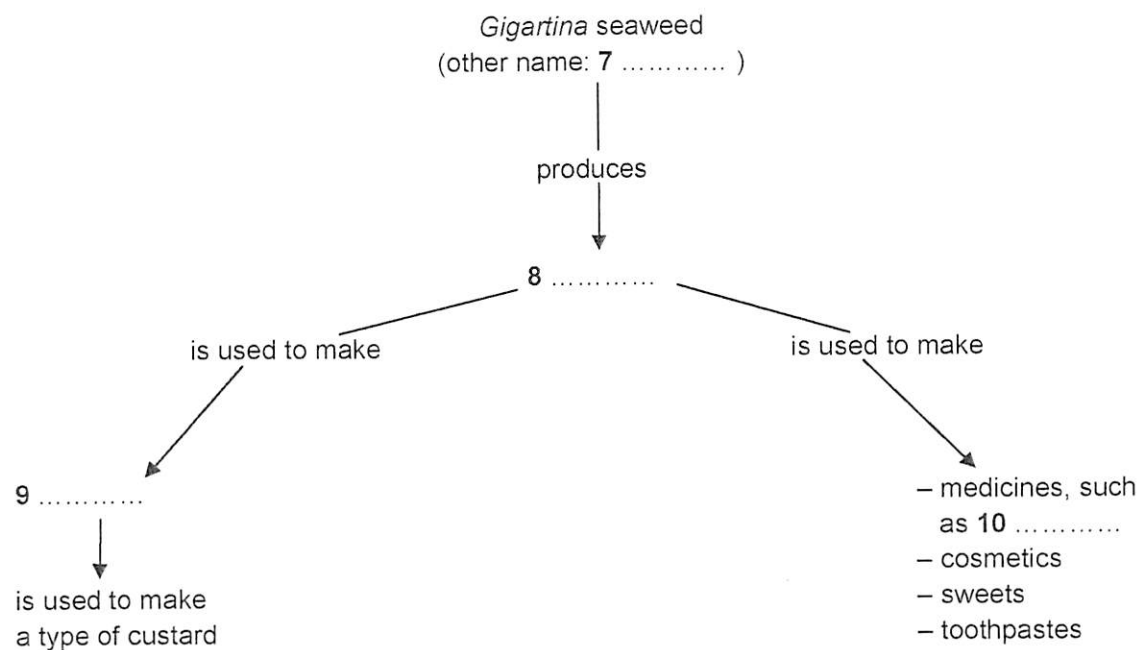 Gigartina seaweed
(other name: 7 ………… )
produces
8 …………
is used to make
is used to make
9 …………
is used to make
a type of custard
– medicines, such
as 10 …………
– cosmetics
– sweets
– toothpastes